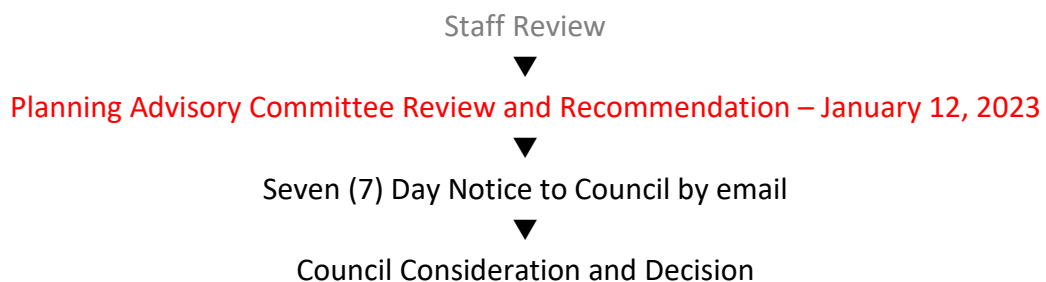 Staff Review
▼
Planning Advisory Committee Review and Recommendation – January 12, 2023
▼
Seven (7) Day Notice to Council by email
▼
Council Consideration and Decision